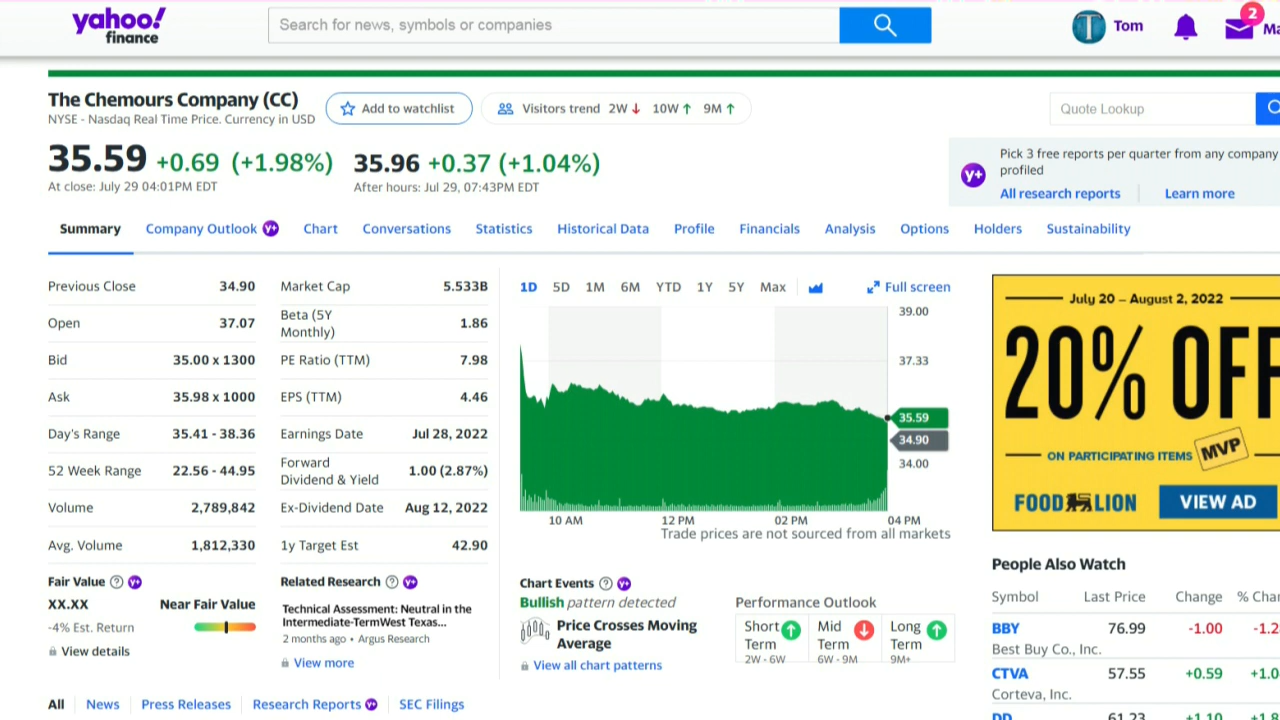 yahoo!
finance
Search for news, symbols or companies
Tom
2
The Chemours Company (CC)
NYSE - Nasdaq Real Time Price. Currency in USD
Add to watchlist
Visitors trend 2W 10W 9M
Quote Lookup
35.59 +0.69 (+1.98%)
At close: July 29 04:01PM EDT
35.96 +0.37 (+1.04%)
After hours: Jul 29, 07:43PM EDT
y+
Pick 3 free reports per quarter from any company
profiled
All research reports
Learn more
Summary
Company Outlook y+
Chart
Conversations
Statistics
Historical Data
Profile
Financials
Analysis
Options
Holders
Sustainability
Previous Close 34.90
Open 37.07
Bid 35.00 x 1300
Ask 35.98 x 1000
Day's Range 35.41 - 38.36
52 Week Range 22.56 - 44.95
Volume 2,789,842
Avg. Volume 1,812,330
Market Cap 5.533B
Beta (5Y
Monthly) 1.86
PE Ratio (TTM) 7.98
EPS (TTM) 4.46
Earnings Date Jul 28, 2022
Forward
Dividend & Yield 1.00 (2.87%)
Ex-Dividend Date Aug 12, 2022
1y Target Est 42.90
1D 5D 1M 6M YTD 1Y 5Y Max
Full screen
39.00
37.33
35.59
34.90
34.00
10 AM 12 PM 02 PM 04 PM
Trade prices are not sourced from all markets
July 20 – August 2, 2022
20% OFF
ON PARTICIPATING ITEMS MVP
FOOD LION
VIEW AD
Fair Value ? y+
XX.XX Near Fair Value
-4% Est. Return
View details
Related Research ? y+
Technical Assessment: Neutral in the
Intermediate-TermWest Texas...
2 months ago • Argus Research
View more
Chart Events ? y+
Bullish pattern detected
Price Crosses Moving
Average
View all chart patterns
Performance Outlook
Short
Term
2W - 6W
Mid
Term
6W - 9M
Long
Term
9M+
People Also Watch
Symbol Last Price Change
BBY 76.99 -1.00
Best Buy Co., Inc.
CTVA 57.55 +0.59
Corteva, Inc.
DD 61.23 +1.10
All
News
Press Releases
Research Reports y+
SEC Filings